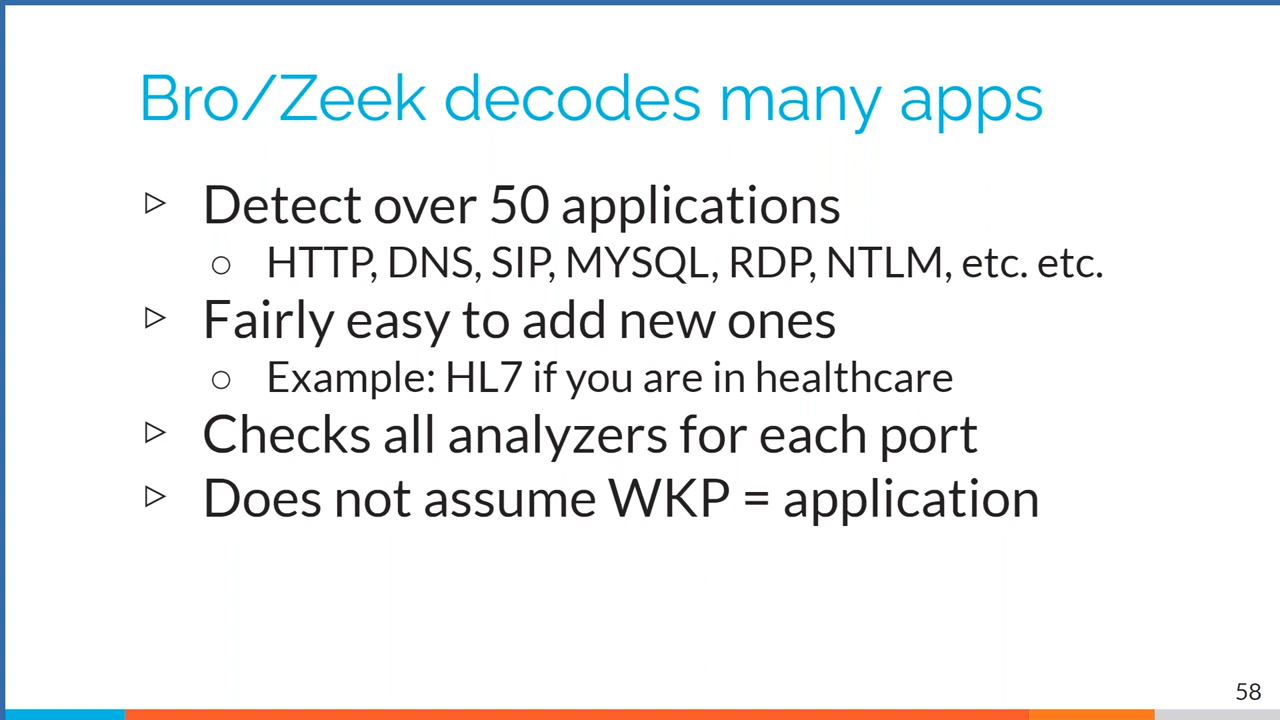 Bro/Zeek decodes many apps
▷ Detect over 50 applications
○ HTTP, DNS, SIP, MYSQL, RDP, NTLM, etc. etc.
▷ Fairly easy to add new ones
○ Example: HL7 if you are in healthcare
▷ Checks all analyzers for each port
▷ Does not assume WKP = application
58